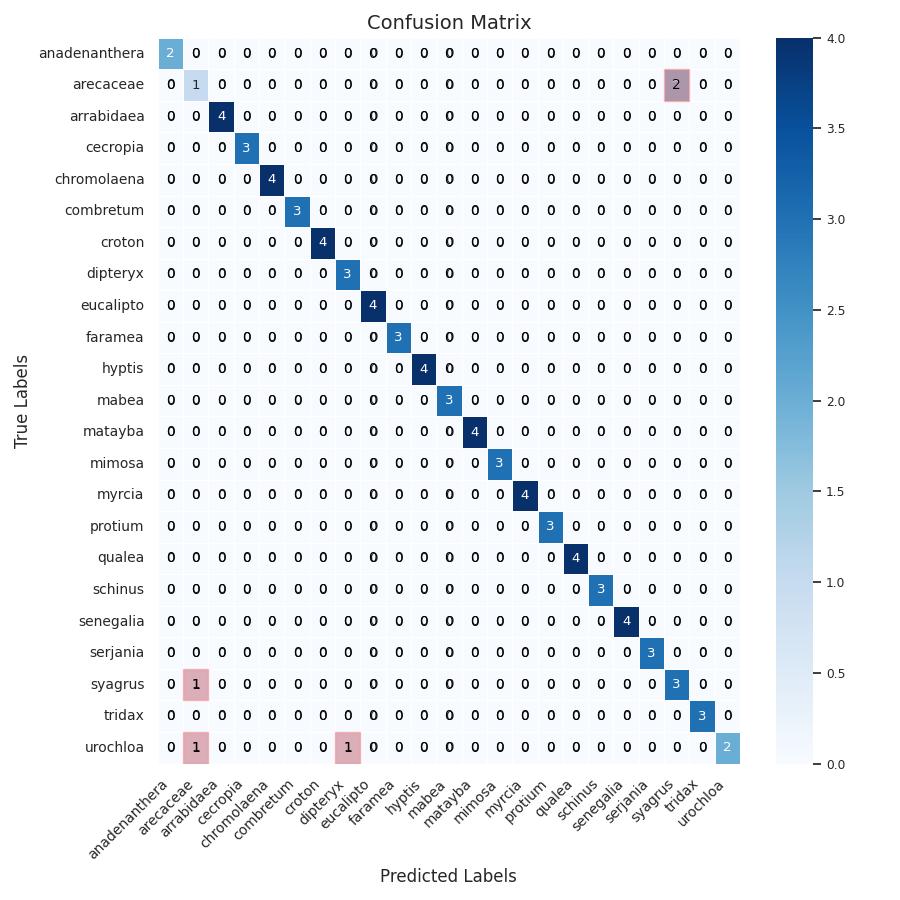 Confusion Matrix
anadenanthera 2 0 0 0 0 0 0 0 0 0 0 0 0 0 0 0 0 0 0 0 0 0 0
arecaceae 0 1 0 0 0 0 0 0 0 0 0 0 0 0 0 0 0 0 0 0 2 0 0
arrabidaea 0 0 4 0 0 0 0 0 0 0 0 0 0 0 0 0 0 0 0 0 0 0 0
cecropia 0 0 0 3 0 0 0 0 0 0 0 0 0 0 0 0 0 0 0 0 0 0 0
chromolaena 0 0 0 0 4 0 0 0 0 0 0 0 0 0 0 0 0 0 0 0 0 0 0
combretum 0 0 0 0 0 3 0 0 0 0 0 0 0 0 0 0 0 0 0 0 0 0 0
croton 0 0 0 0 0 0 4 0 0 0 0 0 0 0 0 0 0 0 0 0 0 0 0
dipteryx 0 0 0 0 0 0 0 3 0 0 0 0 0 0 0 0 0 0 0 0 0 0 0
eucalipto 0 0 0 0 0 0 0 0 4 0 0 0 0 0 0 0 0 0 0 0 0 0 0
faramea 0 0 0 0 0 0 0 0 0 3 0 0 0 0 0 0 0 0 0 0 0 0 0
hyptis 0 0 0 0 0 0 0 0 0 0 4 0 0 0 0 0 0 0 0 0 0 0 0
mabea 0 0 0 0 0 0 0 0 0 0 0 3 0 0 0 0 0 0 0 0 0 0 0
matayba 0 0 0 0 0 0 0 0 0 0 0 0 4 0 0 0 0 0 0 0 0 0 0
mimosa 0 0 0 0 0 0 0 0 0 0 0 0 0 3 0 0 0 0 0 0 0 0 0
myrcia 0 0 0 0 0 0 0 0 0 0 0 0 0 0 4 0 0 0 0 0 0 0 0
protium 0 0 0 0 0 0 0 0 0 0 0 0 0 0 0 3 0 0 0 0 0 0 0
qualea 0 0 0 0 0 0 0 0 0 0 0 0 0 0 0 0 4 0 0 0 0 0 0
schinus 0 0 0 0 0 0 0 0 0 0 0 0 0 0 0 0 0 3 0 0 0 0 0
senegalia 0 0 0 0 0 0 0 0 0 0 0 0 0 0 0 0 0 0 4 0 0 0 0
serjania 0 0 0 0 0 0 0 0 0 0 0 0 0 0 0 0 0 0 0 3 0 0 0
syagrus 0 1 0 0 0 0 0 0 0 0 0 0 0 0 0 0 0 0 0 0 3 0 0
tridax 0 0 0 0 0 0 0 0 0 0 0 0 0 0 0 0 0 0 0 0 0 3 0
urochloa 0 1 0 0 0 0 0 1 0 0 0 0 0 0 0 0 0 0 0 0 0 0 2
True Labels
anadenanthera
arecaceae
arrabidaea
cecropia
chromolaena
combretum
croton
dipteryx
eucalipto
faramea
hyptis
mabea
matayba
mimosa
myrcia
protium
qualea
schinus
senegalia
serjania
syagrus
tridax
urochloa
Predicted Labels
4.0
3.5
3.0
2.5
2.0
1.5
1.0
0.5
0.0